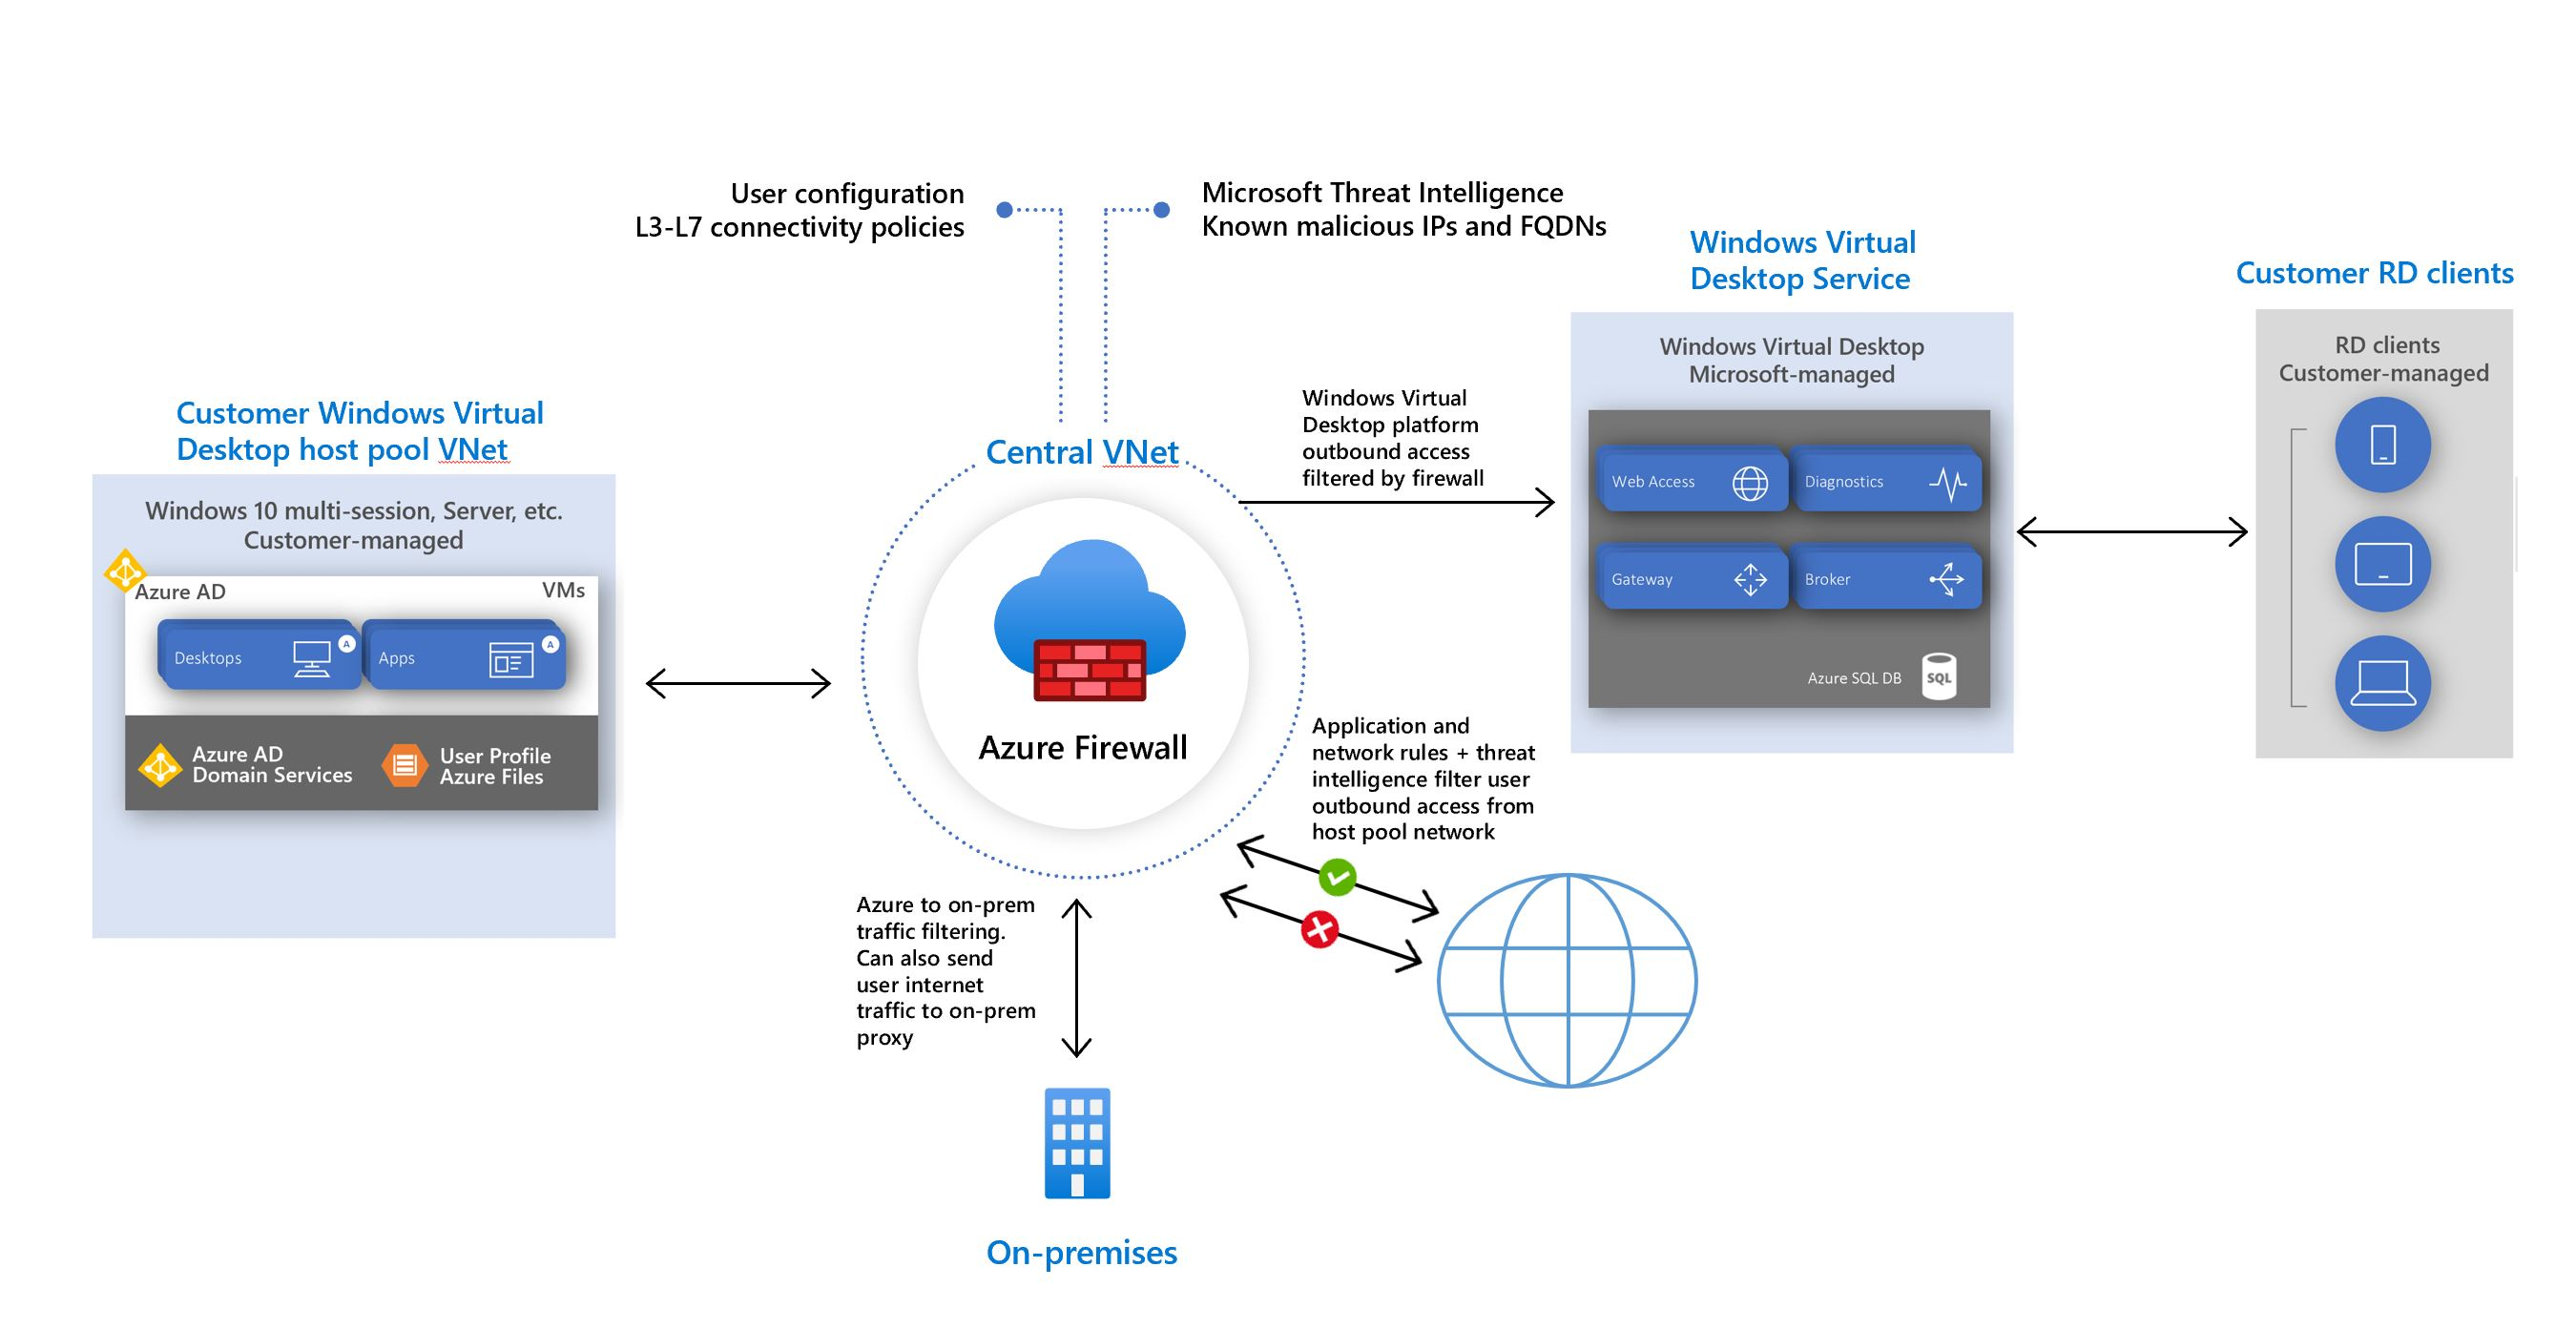 User configuration
L3-L7 connectivity policies
Microsoft Threat Intelligence
Known malicious IPs and FQDNs
Customer Windows Virtual
Desktop host pool VNet
Windows 10 multi-session, Server, etc.
Customer-managed
Azure AD
VMs
Desktops
A
Apps
A
Azure AD
Domain Services
User Profile
Azure Files
Central VNet
Azure Firewall
Windows Virtual
Desktop platform
outbound access
filtered by firewall
Windows Virtual
Desktop Service
Windows Virtual Desktop
Microsoft-managed
Web Access
Diagnostics
Gateway
Broker
Azure SQL DB
SQL
Customer RD clients
RD clients
Customer-managed
Application and
network rules + threat
intelligence filter user
outbound access from
host pool network
Azure to on-prem
traffic filtering.
Can also send
user internet
traffic to on-prem
proxy
On-premises